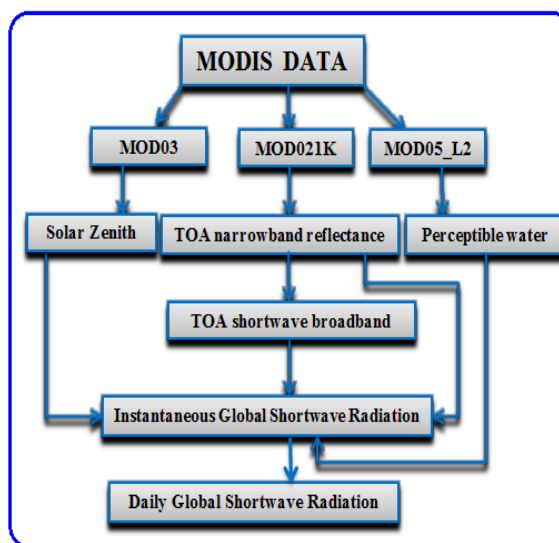 MODIS DATA
MOD03
MOD021K
MOD05_L2
Solar Zenith
TOA narrowband reflectance
Perceptible water
TOA shortwave broadband
Instantaneous Global Shortwave Radiation
Daily Global Shortwave Radiation